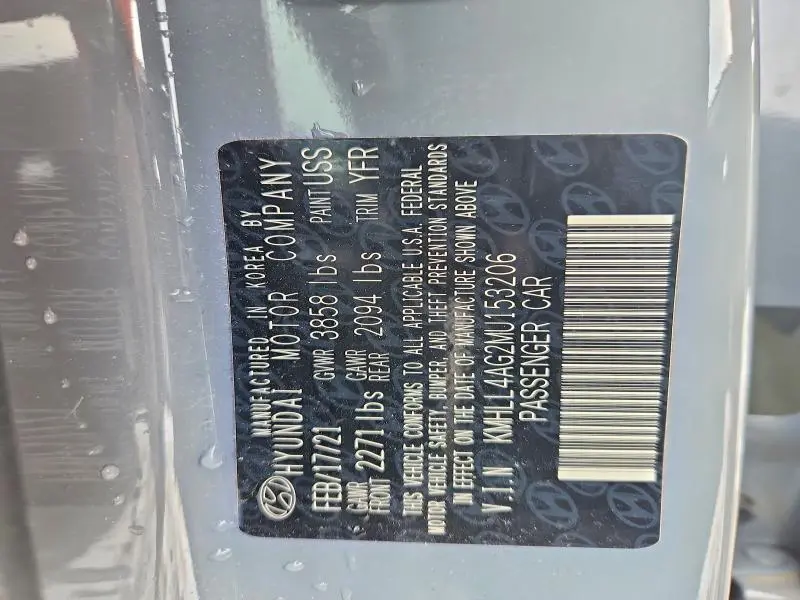 MANUFACTURED IN KOREA BY
HYUNDAI MOTOR COMPANY
FEB/17/21 GVWR 3858 lbs PAINT USS
GAWR FRONT 2271 lbs GAWR REAR 2094 lbs TRIM YFR
THIS VEHICLE CONFORMS TO ALL APPLICABLE U.S.A. FEDERAL
MOTOR VEHICLE SAFETY, BUMPER, AND THEFT PREVENTION STANDARDS
IN EFFECT ON THE DATE OF MANUFACTURE SHOWN ABOVE
V.I.N KMHLL4AG2MU153206
PASSENGER CAR